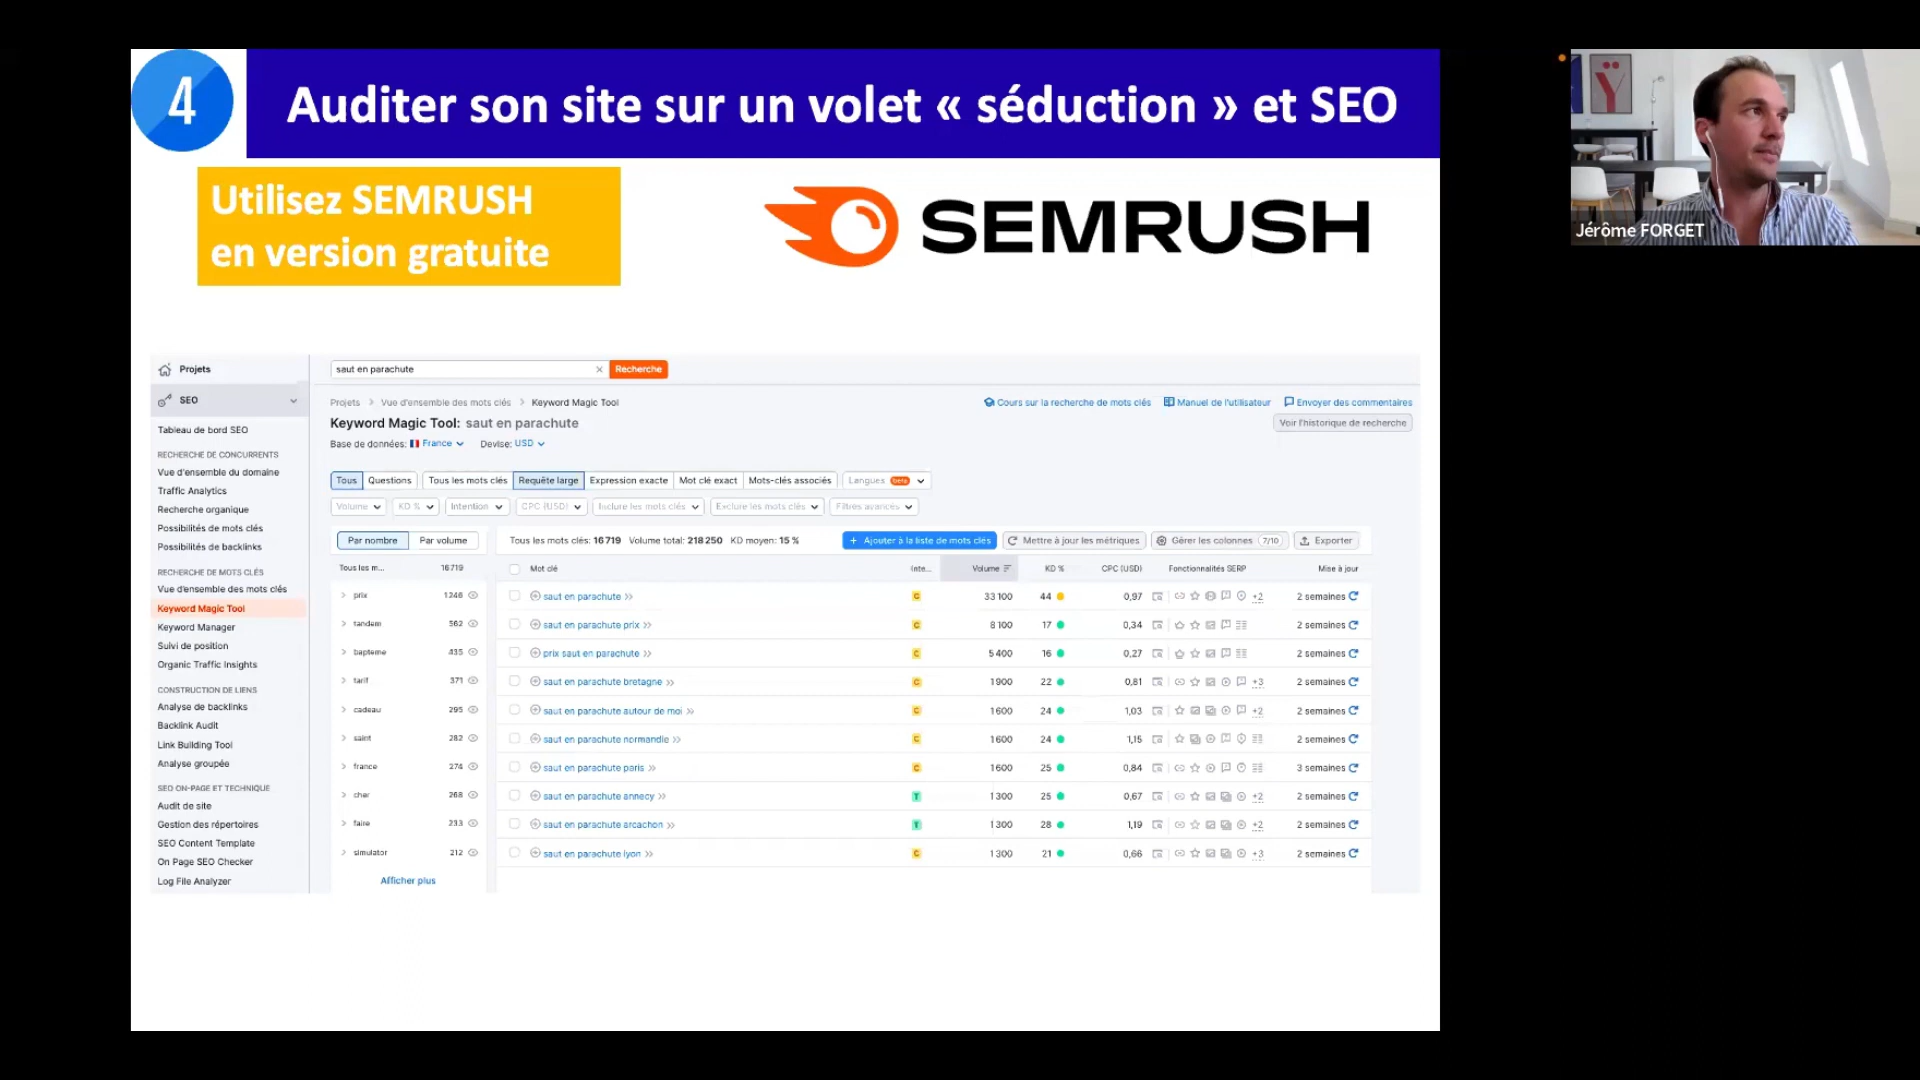 4
Auditer son site sur un volet « séduction » et SEO
Utilisez SEMRUSH
en version gratuite
SEMRUSH
Jérôme FORGET
Projets
SEO
Tableau de bord SEO
RECHERCHE DE CONCURRENTS
Vue d'ensemble du domaine
Traffic Analytics
Recherche organique
Possibilités de mots clés
Possibilités de backlinks
RECHERCHE DE MOTS CLÉS
Vue d'ensemble des mots clés
Keyword Magic Tool
Keyword Manager
Suivi de position
Organic Traffic Insights
CONSTRUCTION DE LIENS
Analyse de backlinks
Backlink Audit
Link Building Tool
Analyse groupée
SEO ON-PAGE ET TECHNIQUE
Audit de site
Gestion des répertoires
SEO Content Template
On Page SEO Checker
Log File Analyzer
saut en parachute × Recherche
Projets > Vue d'ensemble des mots clés > Keyword Magic Tool
Cours sur la recherche de mots clés Manuel de l'utilisateur Envoyer des commentaires
Keyword Magic Tool: saut en parachute
Voir l'historique de recherche
Base de données: France Devise: USD
Tous Questions Tous les mots clés Requête large Expression exacte Mot clé exact Mots-clés associés Langues beta
Volume KD % Intention CPC (USD) Inclure les mots clés Exclure les mots clés Filtres avancés
Par nombre Par volume
Tous les mots clés: 16 719 Volume total: 218 250 KD moyen: 15 %
+ Ajouter à la liste de mots clés Mettre à jour les métriques Gérer les colonnes 7/10 Exporter
Tous les m... 16 719
prix 1 246
tandem 562
bapteme 435
tarif 371
cadeau 295
saint 282
france 274
cher 268
faire 233
simulator 212
Afficher plus
Mot clé Inte... Volume KD % CPC (USD) Fonctionnalités SERP Mise à jour
saut en parachute C 33 100 44 0,97 +2 2 semaines
saut en parachute prix C 8 100 17 0,34 2 semaines
prix saut en parachute C 5 400 16 0,27 2 semaines
saut en parachute bretagne C 1 900 22 0,81 +3 2 semaines
saut en parachute autour de moi C 1 600 24 1,03 +2 2 semaines
saut en parachute normandie C 1 600 24 1,15 2 semaines
saut en parachute paris C 1 600 25 0,84 3 semaines
saut en parachute annecy T 1 300 25 0,67 +2 2 semaines
saut en parachute arcachon T 1 300 28 1,19 +2 2 semaines
saut en parachute lyon C 1 300 21 0,66 +3 2 semaines